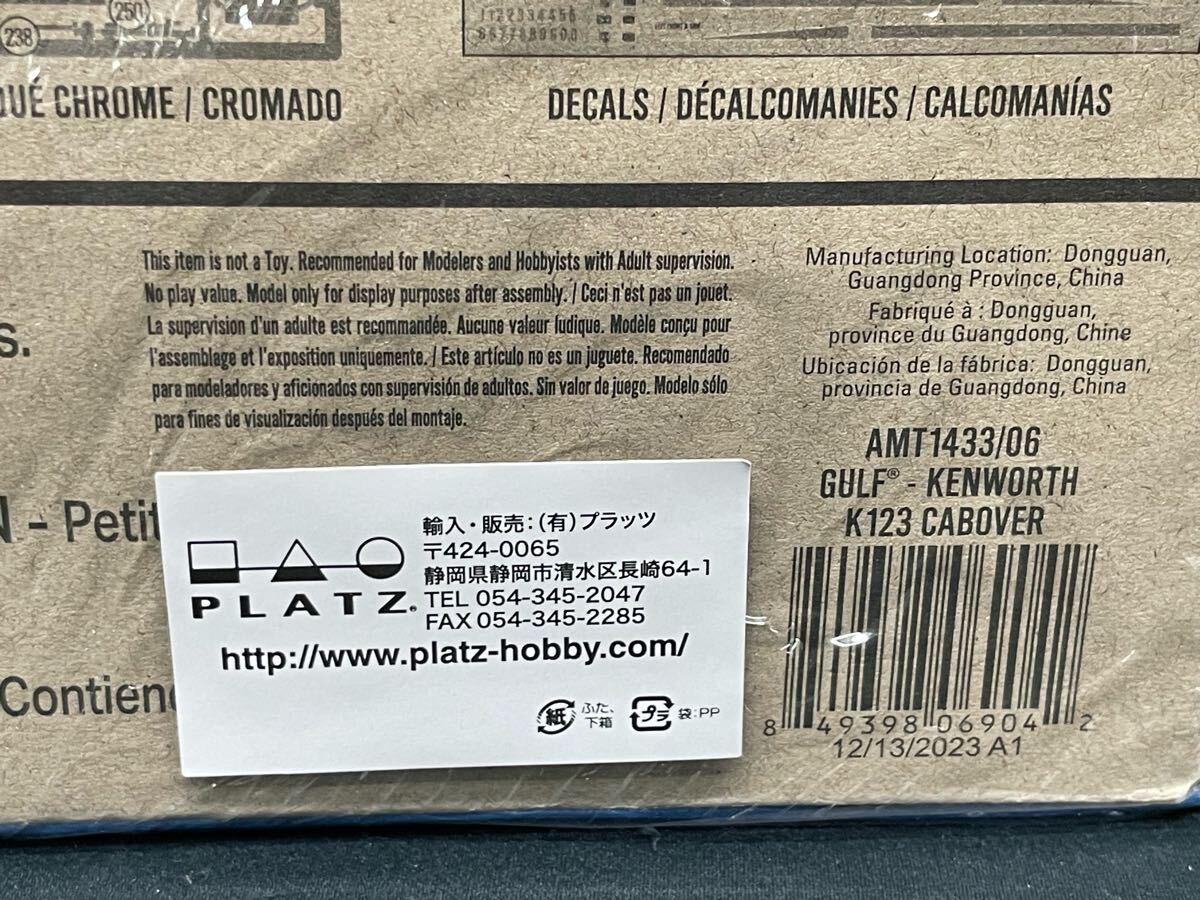 250
238
1122334456
6677889900
QUÉ CHROME / CROMADO
DECALS / DÉCALCOMANIES / CALCOMANÍAS
This item is not a Toy. Recommended for Modelers and Hobbyists with Adult supervision.
No play value. Model only for display purposes after assembly. / Ceci n'est pas un jouet.
La supervision d'un adulte est recommandée. Aucune valeur ludique. Modèle conçu pour
l'assemblage et l'exposition uniquement. / Este artículo no es un juguete. Recomendado
para modeladores y aficionados con supervisión de adultos. Sin valor de juego. Modelo sólo
para fines de visualización después del montaje.
Manufacturing Location: Dongguan,
Guangdong Province, China
Fabriqué à : Dongguan,
province du Guangdong, Chine
Ubicación de la fábrica: Dongguan,
provincia de Guangdong, China
AMT1433/06
GULF® - KENWORTH
K123 CABOVER
8 49398 06904 2
12/13/2023 A1
s.
N - Petit
Contien
PLATZ®
輸入・販売：(有)プラッツ
〒424-0065
静岡県静岡市清水区長崎64-1
TEL 054-345-2047
FAX 054-345-2285
http://www.platz-hobby.com/
紙 ふた、
下箱
プラ 袋：PP